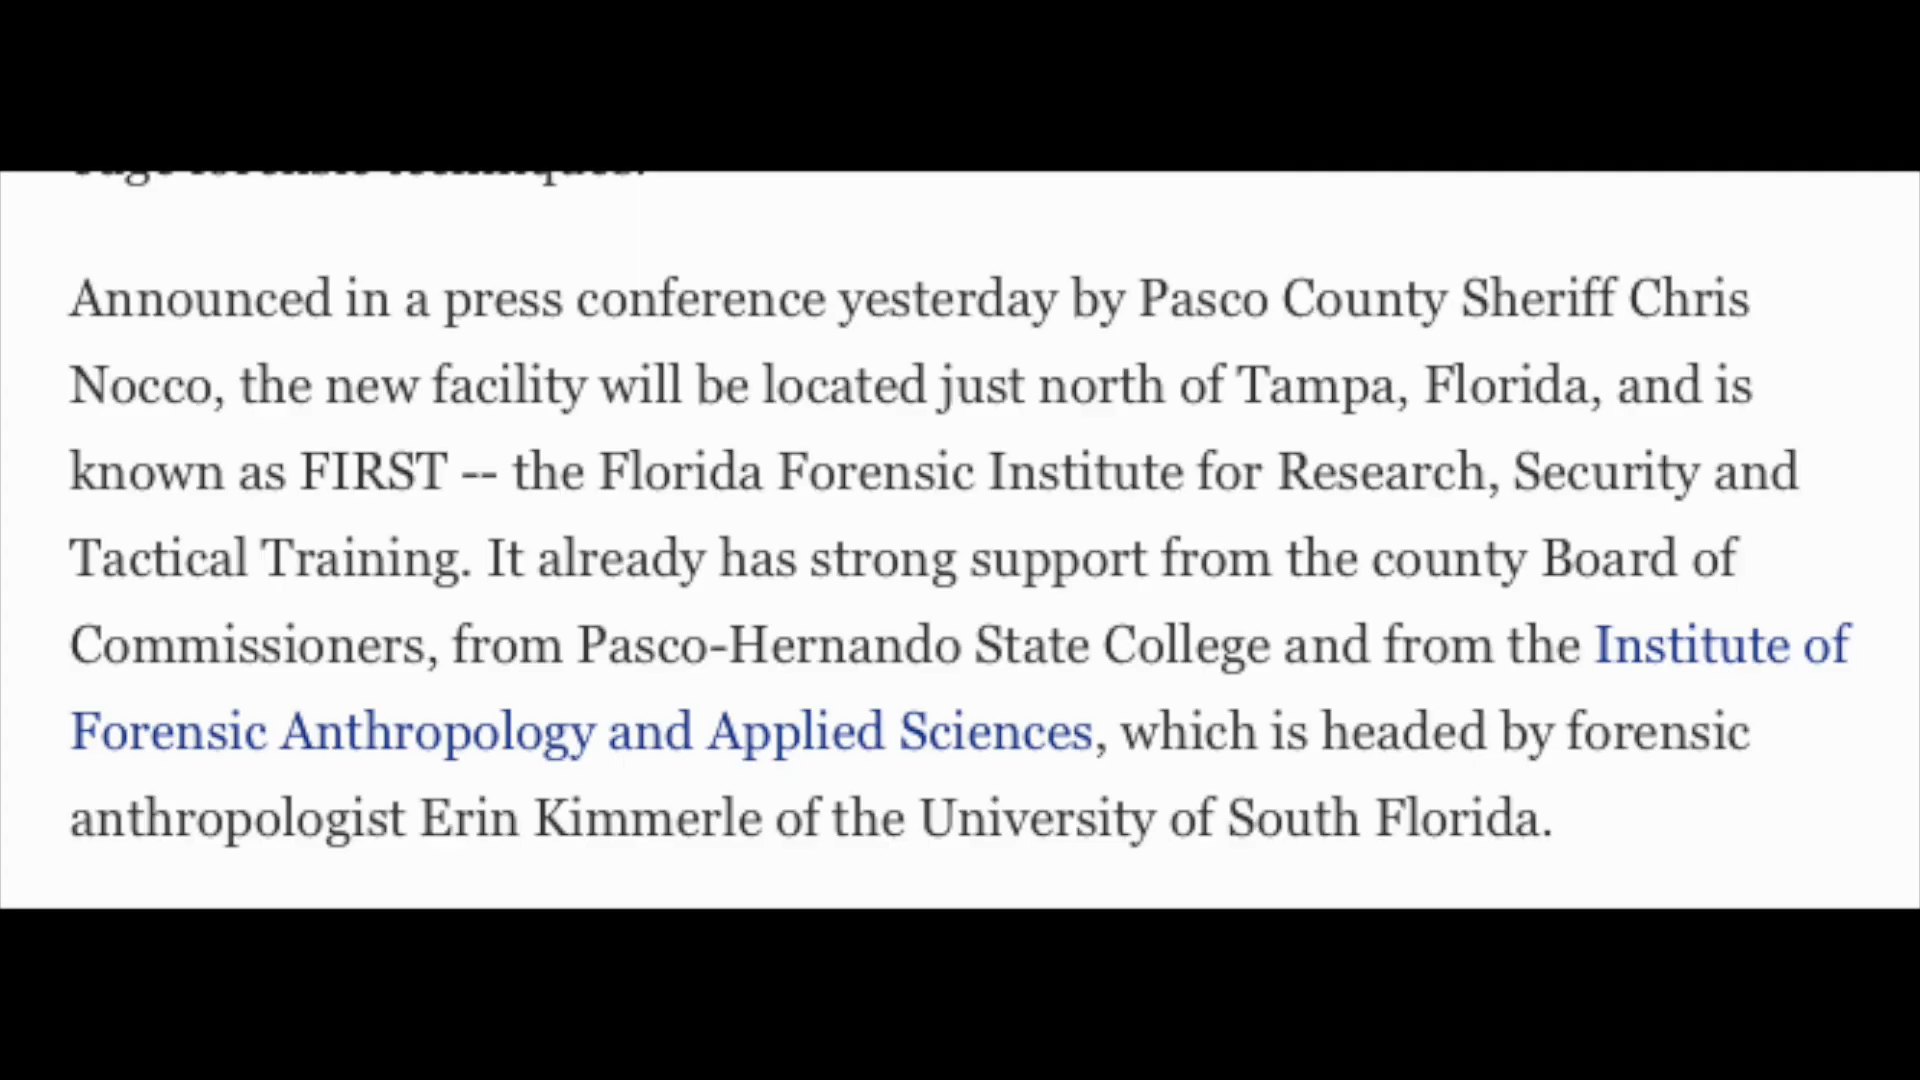 Announced in a press conference yesterday by Pasco County Sheriff Chris
Nocco, the new facility will be located just north of Tampa, Florida, and is
known as FIRST -- the Florida Forensic Institute for Research, Security and
Tactical Training. It already has strong support from the county Board of
Commissioners, from Pasco-Hernando State College and from the Institute of
Forensic Anthropology and Applied Sciences, which is headed by forensic
anthropologist Erin Kimmerle of the University of South Florida.